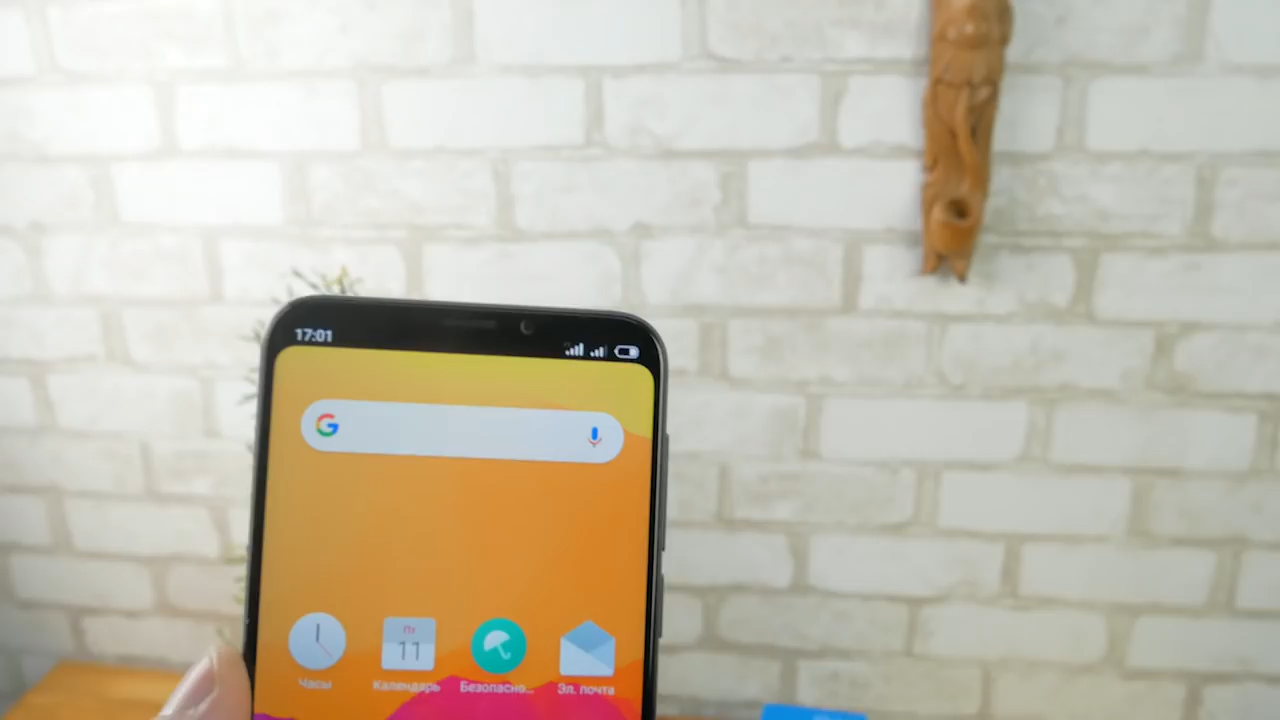 17:01
G
Пт
11
Часы
Календарь
Безопасно...
Эл. почта